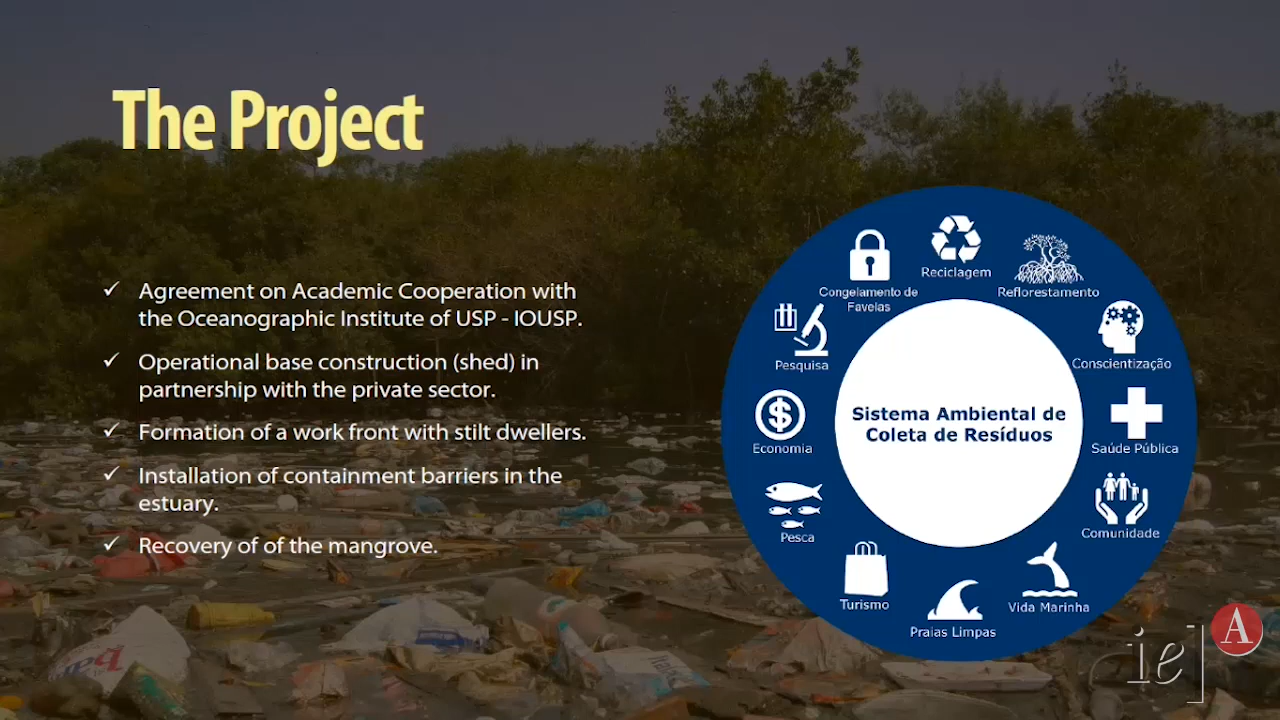 The Project
✓ Agreement on Academic Cooperation with
the Oceanographic Institute of USP - IOUSP.
✓ Operational base construction (shed) in
partnership with the private sector.
✓ Formation of a work front with stilt dwellers.
✓ Installation of containment barriers in the
estuary.
✓ Recovery of of the mangrove.
Reciclagem
Reflorestamento
Conscientização
Saúde Pública
Comunidade
Vida Marinha
Praias Limpas
Turismo
Pesca
Economia
Pesquisa
Congelamento de
Favelas
Sistema Ambiental de
Coleta de Resíduos
iea
A